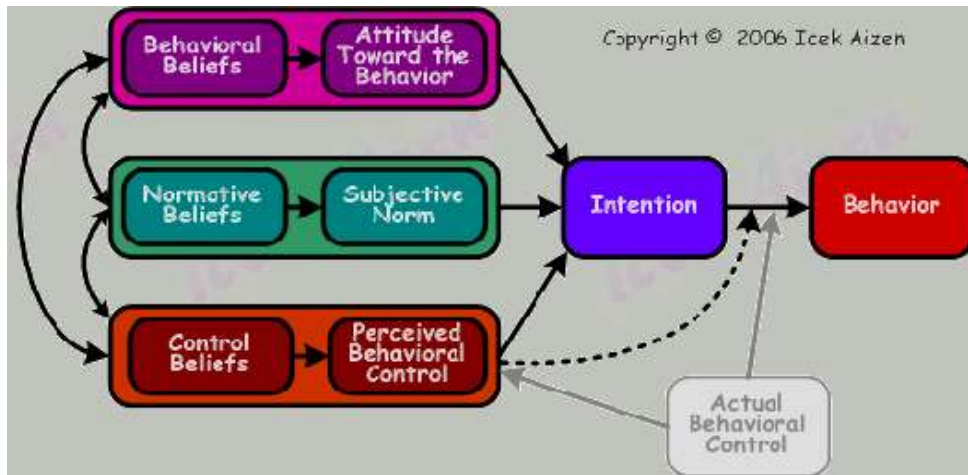 Copyright © 2006 Icek Aizen
Behavioral
Beliefs
Attitude
Toward the
Behavior
Normative
Beliefs
Subjective
Norm
Intention
Behavior
Control
Beliefs
Perceived
Behavioral
Control
Actual
Behavioral
Control